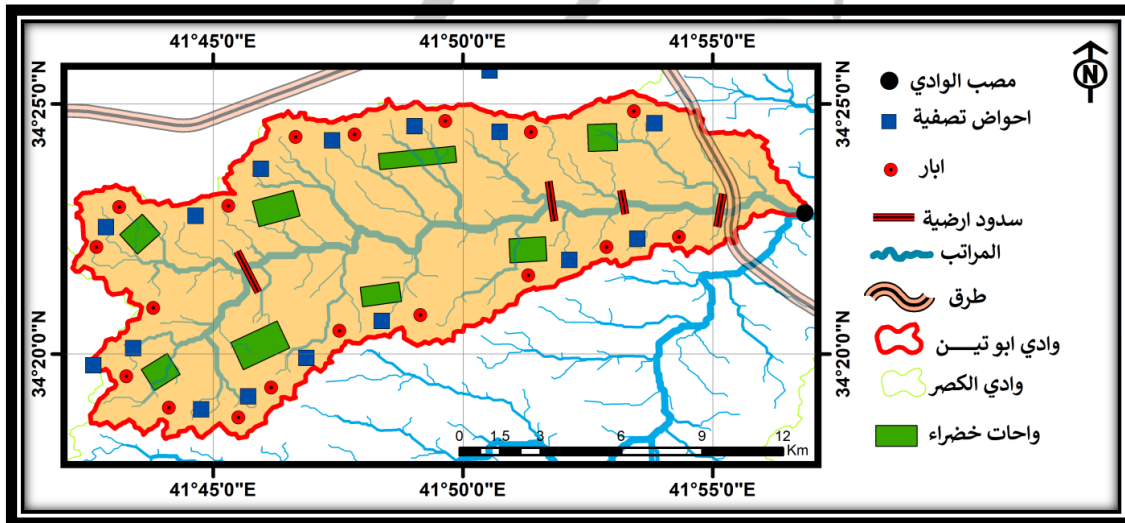 41°45'0"E
41°50'0"E
41°55'0"E
34°25'0"N
34°20'0"N
34°25'0"N
34°20'0"N
N
مصب الوادي
احواض تصفية
ابار
سدود ارضية
المراتب
طرق
وادي ابو تيـــن
وادي الكصر
واحات خضراء
0 1.5 3 6 9 12
Km
41°45'0"E
41°50'0"E
41°55'0"E